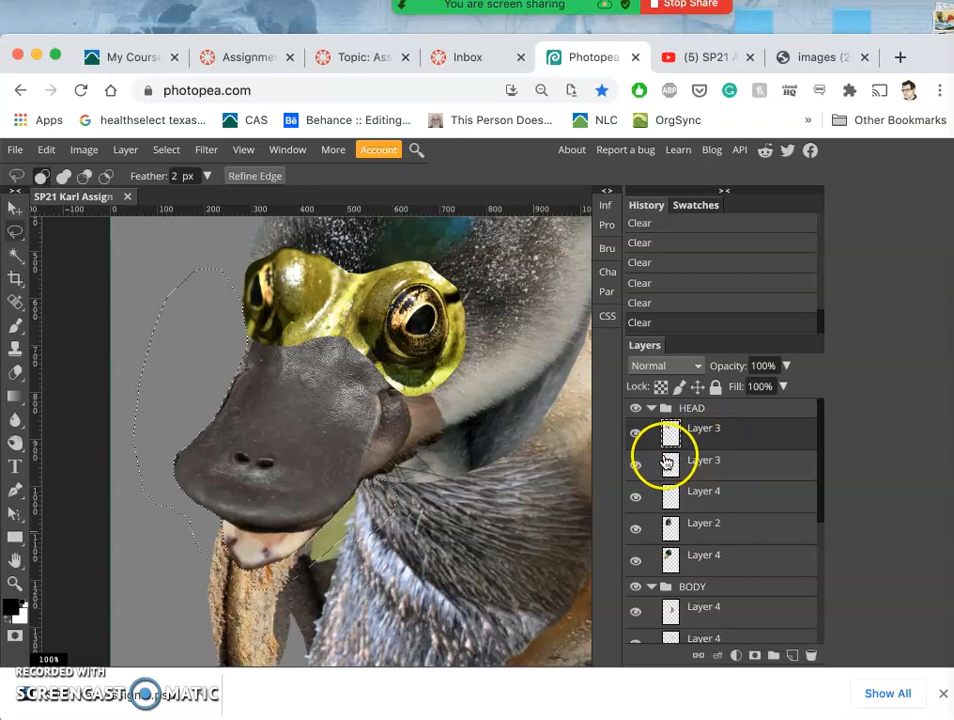 You are screen sharing
Stop Share
My Course
Assignme
Topic: Ass
Inbox
Photopea
(5) SP21 A
images (2
photopea.com
Apps
healthselect texas...
CAS
Behance :: Editing...
This Person Does...
NLC
OrgSync
»
Other Bookmarks
File Edit Image Layer Select Filter View Window More Account
About Report a bug Learn Blog API
Feather: 2 px
Refine Edge
SP21 Karl Assign
> <
< >
> <
-100 0 100 200 300 400 500 600 700 800 900
Inf
Pro
Bru
Cha
Par
CSS
History Swatches
Clear
Clear
Clear
Clear
Clear
Clear
Layers
Normal Opacity: 100%
Lock: Fill: 100%
HEAD
Layer 3
Layer 3
Layer 4
Layer 2
Layer 4
BODY
Layer 4
Layer 4
eff
100%
RECORDED WITH
SCREENCAST MATIC
Show All